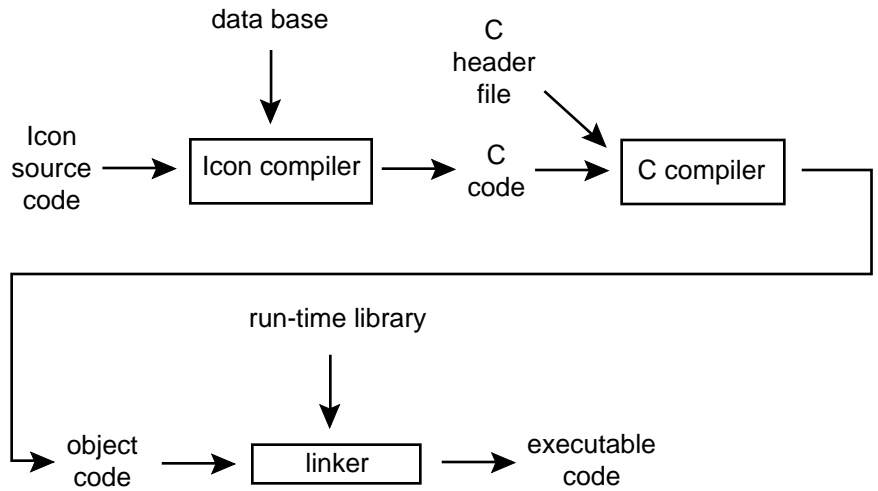 data base
Icon
source
code
Icon compiler
C
code
C
header
file
C compiler
run-time library
object
code
linker
executable
code